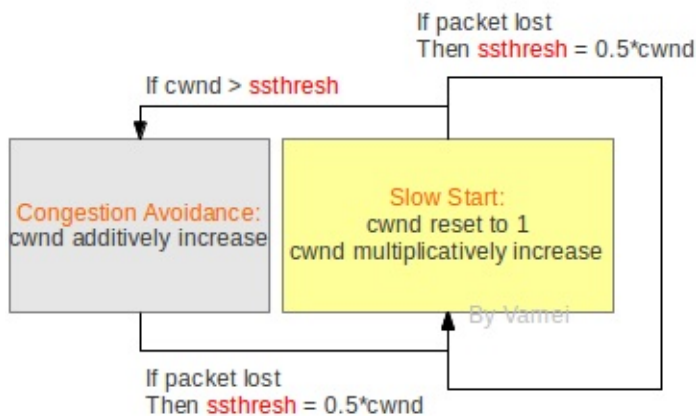 If packet lost
Then ssthresh = 0.5*cwnd
If cwnd > ssthresh
Congestion Avoidance:
cwnd additively increase
Slow Start:
cwnd reset to 1
cwnd multiplicatively increase
By Vamei
If packet lost
Then ssthresh = 0.5*cwnd